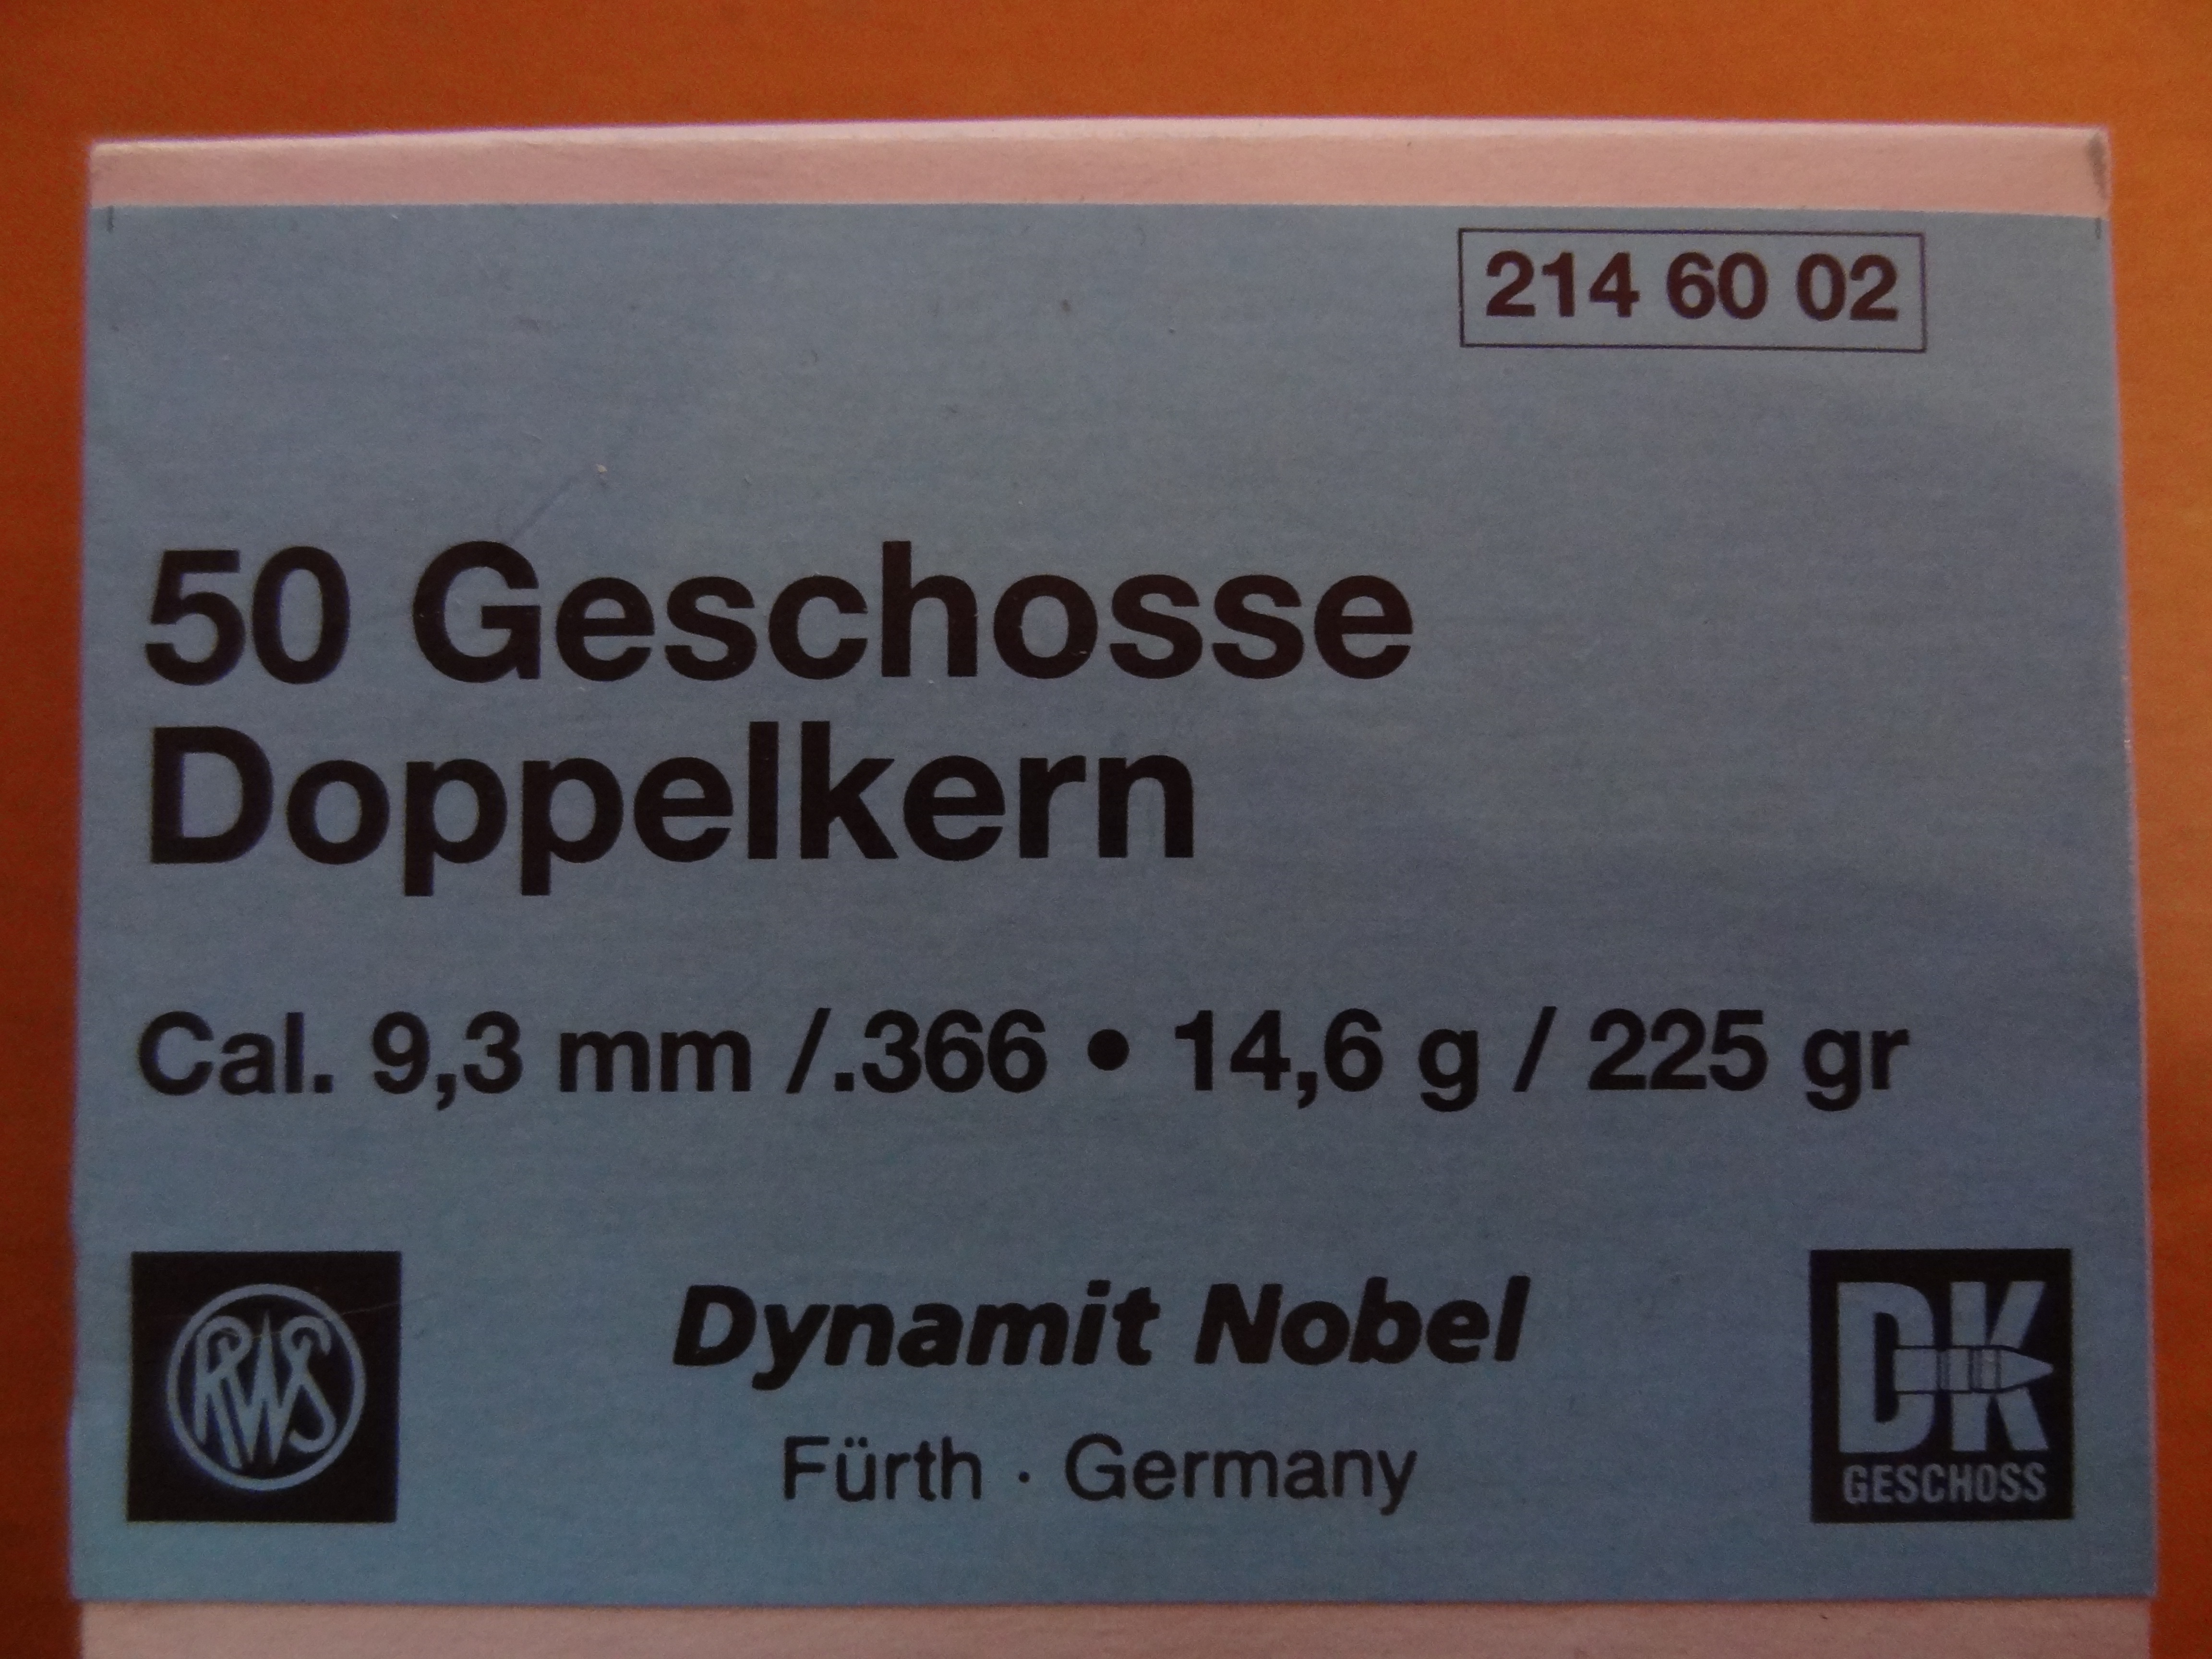 214 60 02
50 Geschosse
Doppelkern
Cal. 9,3 mm /.366 • 14,6 g / 225 gr
RWS
Dynamit Nobel
Fürth · Germany
DK
GESCHOSS